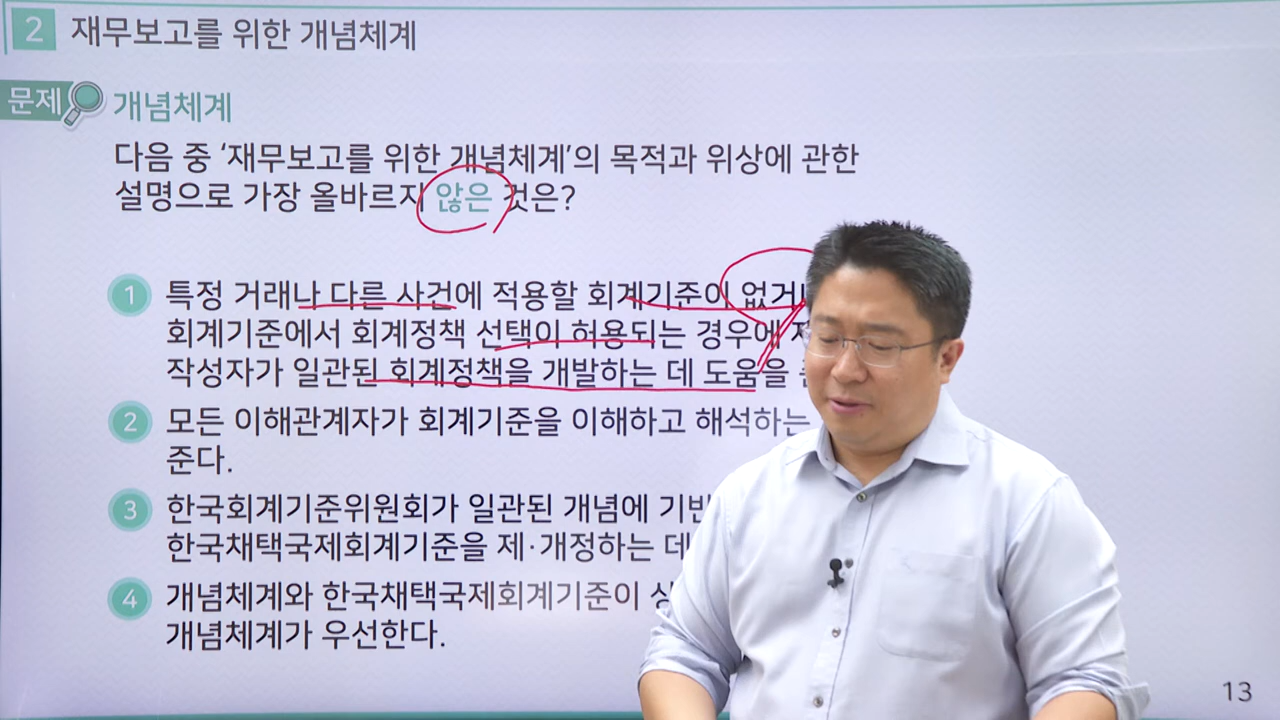 2 재무보고를 위한 개념체계
문제 개념체계
다음 중 ‘재무보고를 위한 개념체계’의 목적과 위상에 관한
설명으로 가장 올바르지 않은 것은?
1 특정 거래나 다른 사건에 적용할 회계기준이 없거나
회계기준에서 회계정책 선택이 허용되는 경우에
작성자가 일관된 회계정책을 개발하는 데 도움을
2 모든 이해관계자가 회계기준을 이해하고 해석하는
준다.
3 한국회계기준위원회가 일관된 개념에
한국채택국제회계기준을 제·개정하는 데
4 개념체계와 한국채택국제회계기준이
개념체계가 우선한다.
13